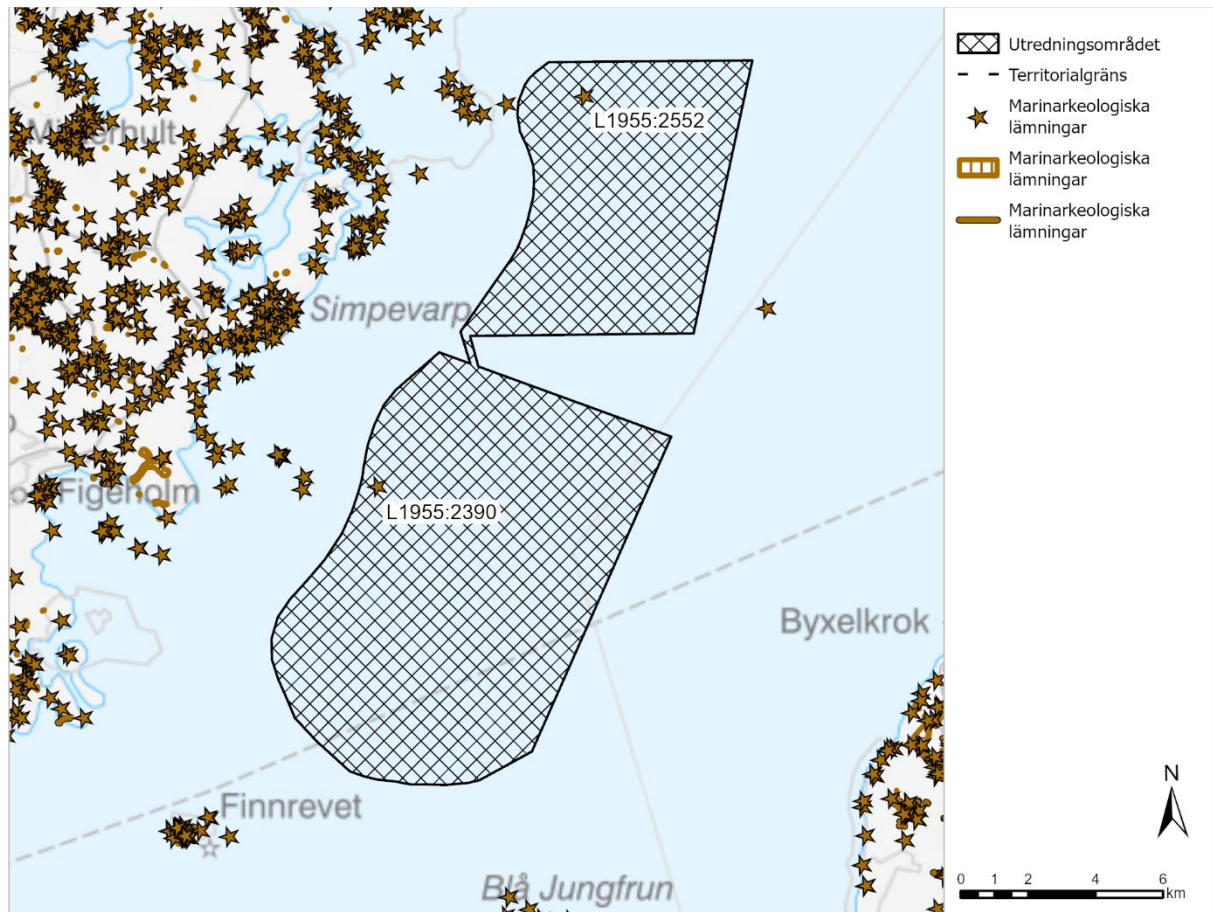 L1955:2552
Simpevarp
Figeholm
L1955:2390
Byxelkrok
Finnrevet
Blå Jungfrun
Utredningsområdet
Territorialgräns
Marinarkeologiska
lämningar
Marinarkeologiska
lämningar
Marinarkeologiska
lämningar
N
0 1 2 4 6
km